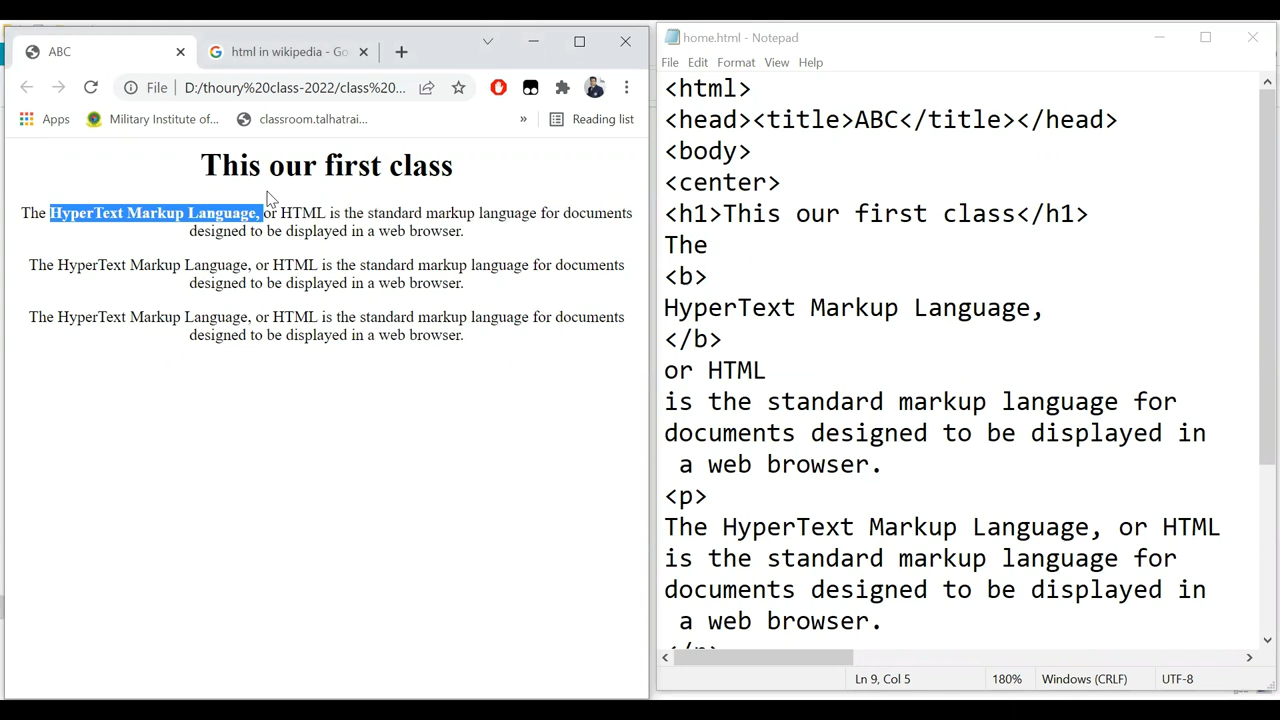 ABC
html in wikipedia - Go
File
D:/thoury%20class-2022/class%20...
Apps
Military Institute of...
classroom.talhatrai...
»
Reading list
This our first class
The HyperText Markup Language, or HTML is the standard markup language for documents
designed to be displayed in a web browser.
The HyperText Markup Language, or HTML is the standard markup language for documents
designed to be displayed in a web browser.
The HyperText Markup Language, or HTML is the standard markup language for documents
designed to be displayed in a web browser.
home.html - Notepad
File Edit Format View Help
<html>
<head><title>ABC</title></head>
<body>
<center>
<h1>This our first class</h1>
The
<b>
HyperText Markup Language,
</b>
or HTML
is the standard markup language for
documents designed to be displayed in
a web browser.
<p>
The HyperText Markup Language, or HTML
is the standard markup language for
documents designed to be displayed in
a web browser.
</p>
Ln 9, Col 5
180%
Windows (CRLF)
UTF-8